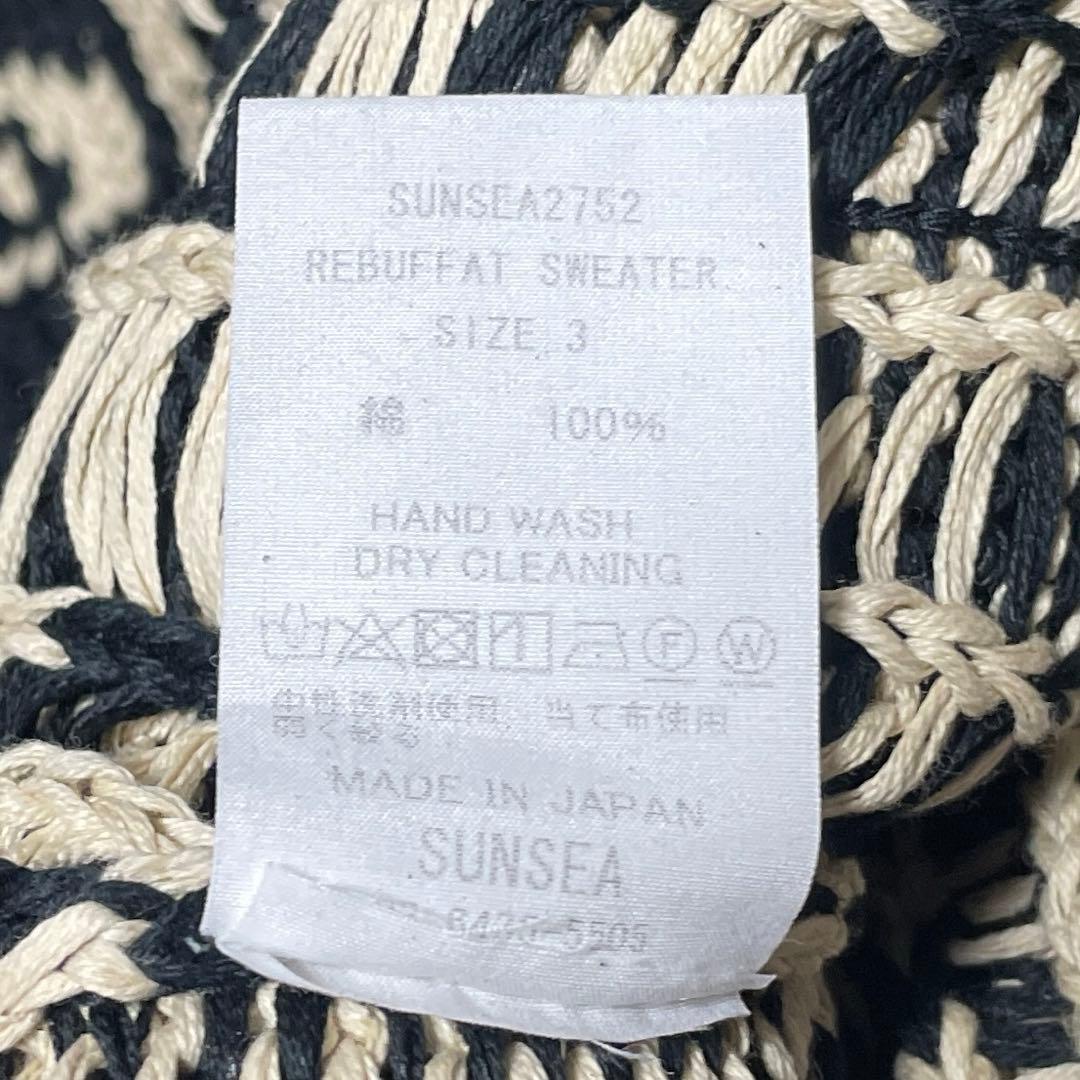 SUNSEA2752
REBUFFAT SWEATER
SIZE 3
綿 100%
HAND WASH
DRY CLEANING
F W
中性洗剤使用 当て布使用
弱く絞る
MADE IN JAPAN
SUNSEA